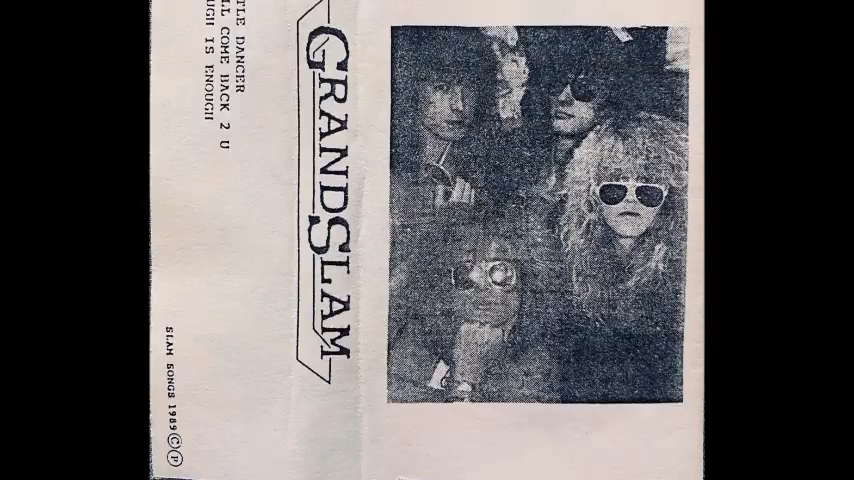 TLE DANCER
LL COME BACK 2 U
UGH IS ENOUGH
GRANDSLAM
SLAM SONGS 1989 © ℗